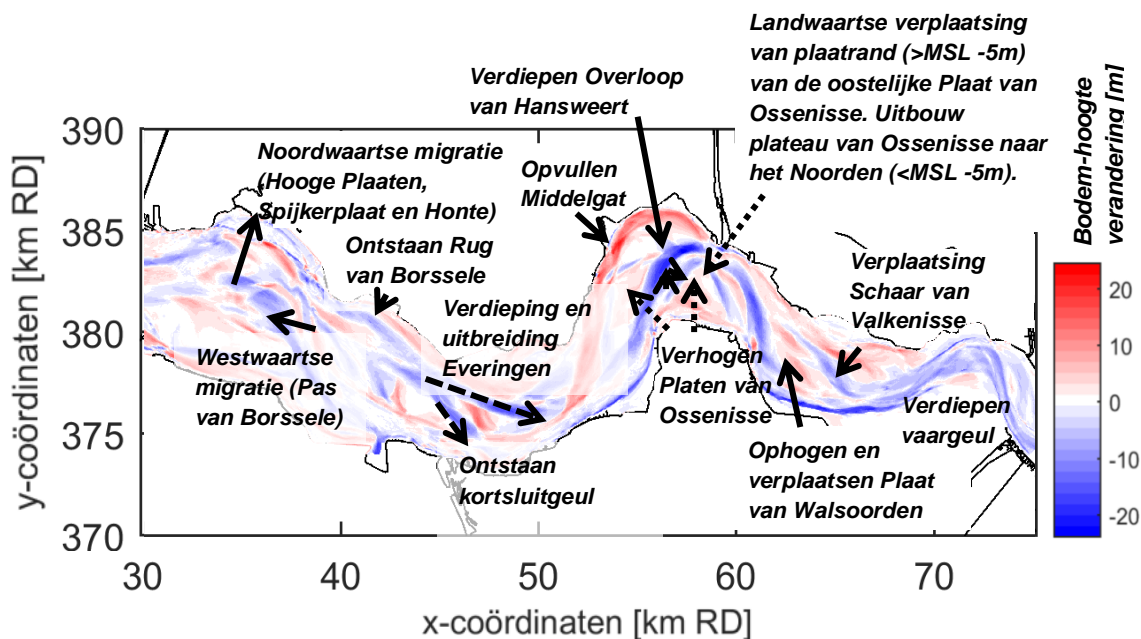 Landwaartse verplaatsing
van plaatrand (>MSL -5m)
van de oostelijke Plaat van
Ossenisse. Uitbouw
plateau van Ossenisse naar
het Noorden (<MSL -5m).
Verdiepen Overloop
van Hansweert
Noordwaartse migratie
(Hooge Plaaten,
Spijkerplaat en Honte)
Opvullen
Middelgat
Ontstaan Rug
van Borssele
Verdieping en
uitbreiding
Everingen
Westwaartse
migratie (Pas
van Borssele)
Verplaatsing
Schaar van
Valkenisse
Verhogen
Platen van
Ossenisse
Verdiepen
vaargeul
Ontstaan
kortsluitgeul
Ophogen en
verplaatsen Plaat
van Walsoorden
Bodem-hoogte
verandering [m]
20
10
0
-10
-20
y-coördinaten [km RD]
390
385
380
375
370
30
40
50
60
70
x-coördinaten [km RD]